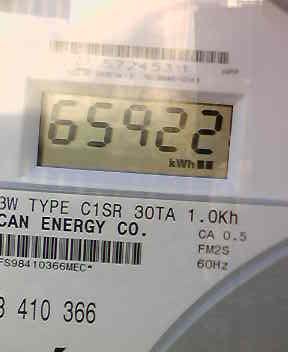 65922
kWh
3W TYPE C1SR 30TA 1.0Kh
CAN ENERGY CO.
CA 0.5
FM2S
60Hz
FS98410366MEC*
410 366